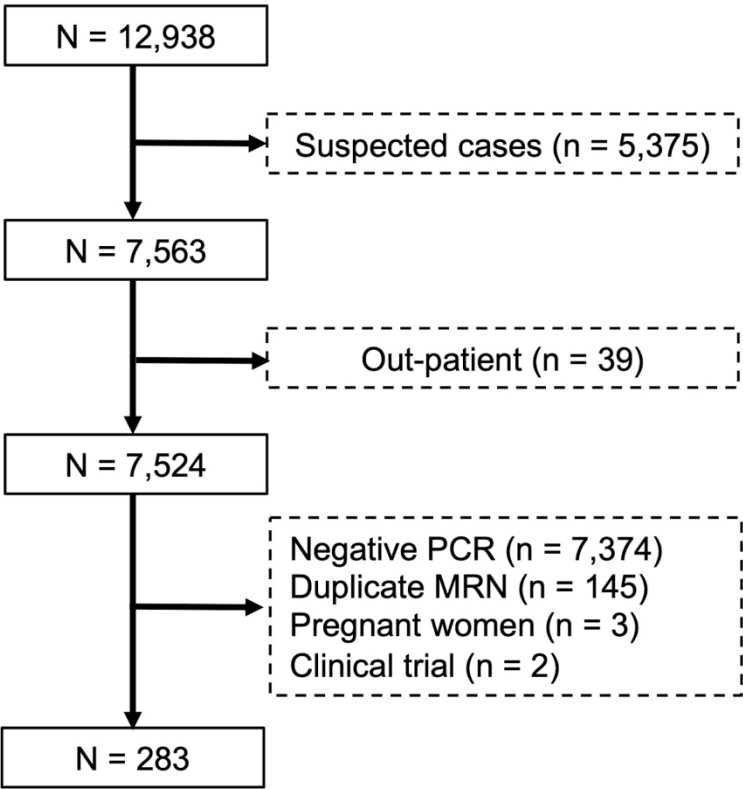 N = 12,938
Suspected cases (n = 5,375)
N = 7,563
Out-patient (n = 39)
N = 7,524
Negative PCR (n = 7,374)
Duplicate MRN (n = 145)
Pregnant women (n = 3)
Clinical trial (n = 2)
N = 283